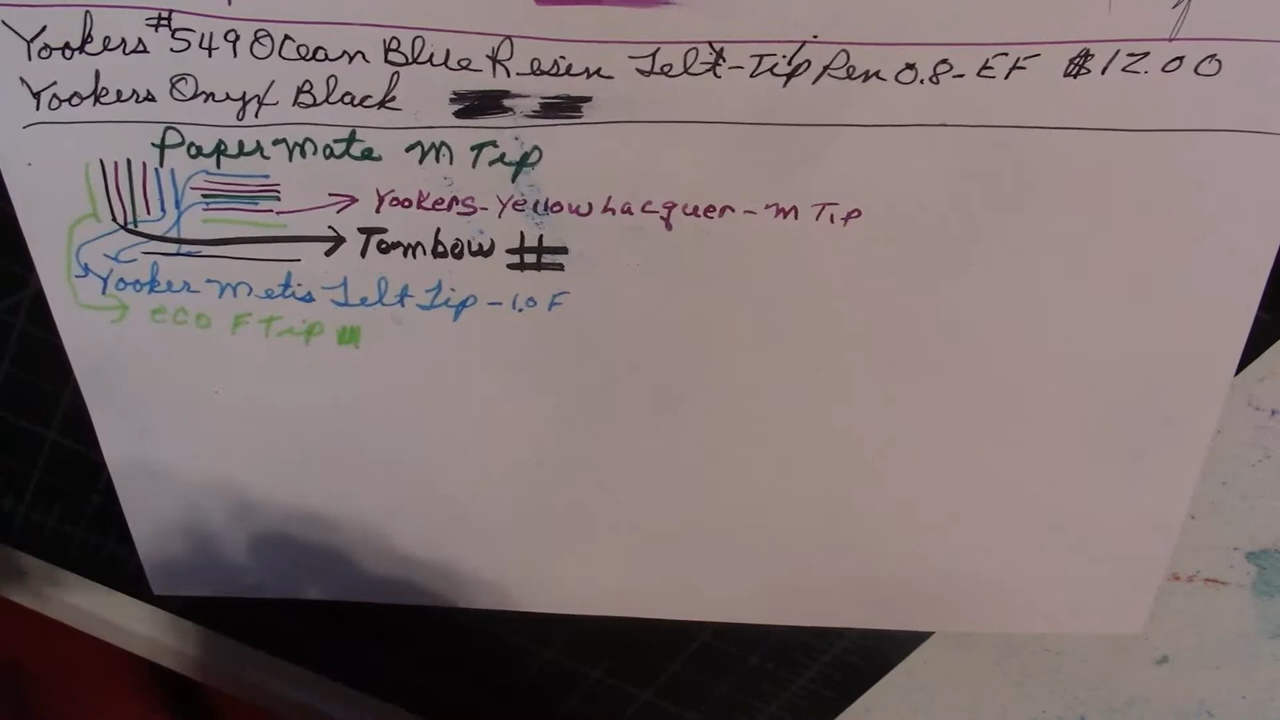 Yookers #549 Ocean Blue Resin Felt-Tip Pen 0.8-EF $12.00
Yookers Onyx Black
PaperMate M Tip
Yookers-Yellow Lacquer-M Tip
Tombow
Yooker Metis Felt Tip-1.0 F
eco F Tip